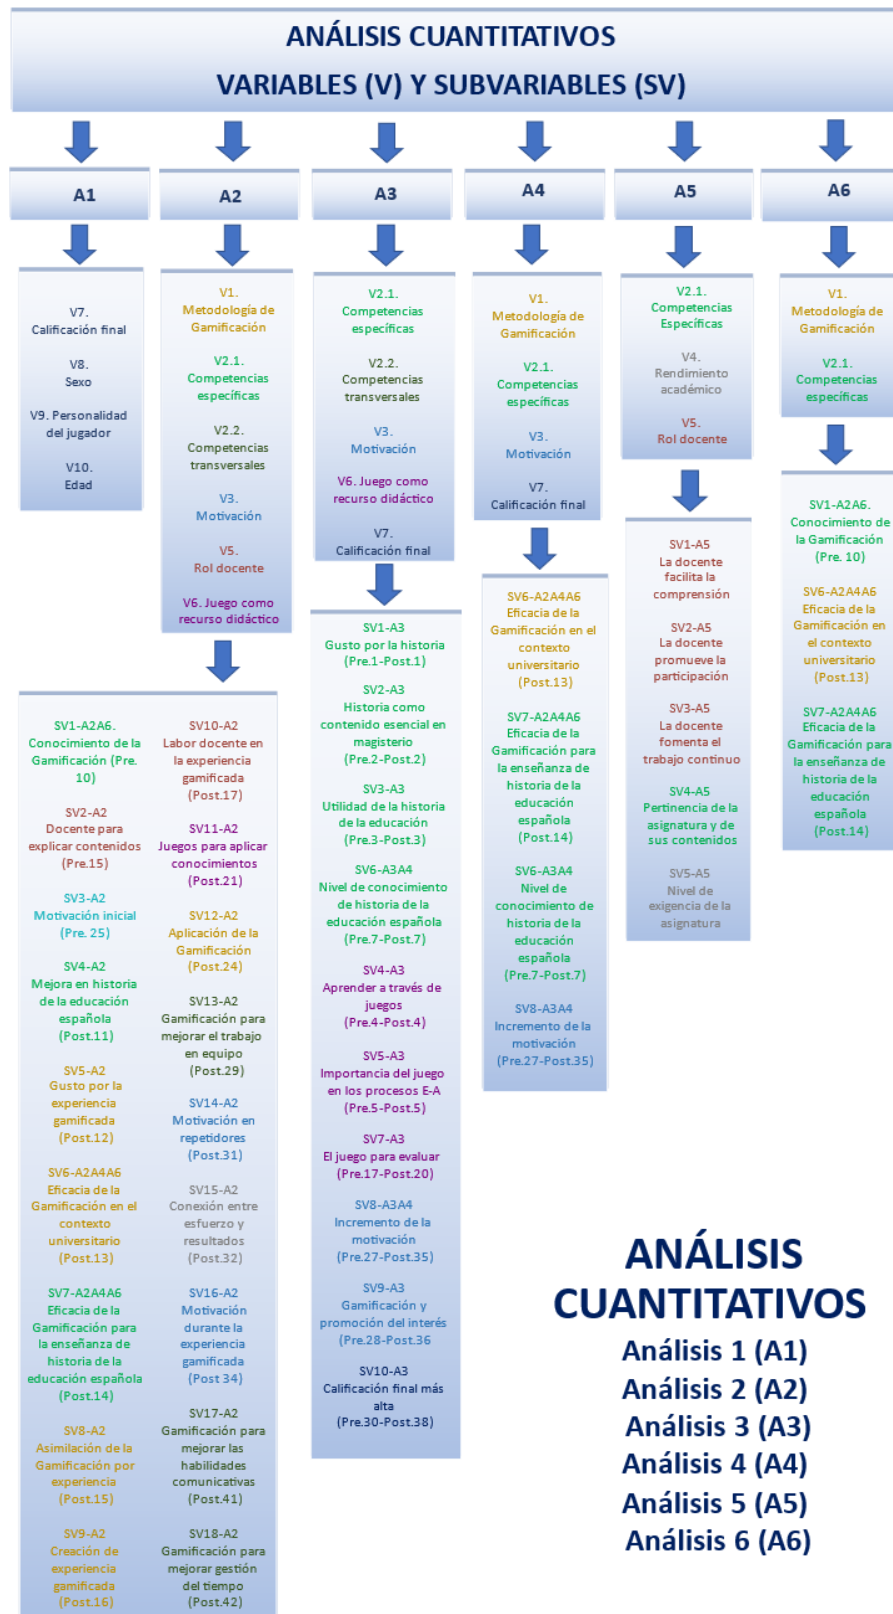 ANÁLISIS CUANTITATIVOS
VARIABLES (V) Y SUBVARIABLES (SV)
A1
A2
A3
A4
A5
A6
V7.
Calificación final
V8.
Sexo
V9. Personalidad
del jugador
V10.
Edad
V1.
Metodología de
Gamificación
V2.1.
Competencias
específicas
V2.2.
Competencias
transversales
V3.
Motivación
V5.
Rol docente
V6. Juego como
recurso didáctico
SV1-A2A6.
Conocimiento de la
Gamificación (Pre.
10)
SV2-A2
Docente para
explicar contenidos
(Pre.15)
SV3-A2
Motivación inicial
(Pre. 25)
SV4-A2
Mejora en historia
de la educación
española
(Post.11)
SV5-A2
Gusto por la
experiencia
gamificada
(Post.12)
SV6-A2A4A6
Eficacia de la
Gamificación en el
contexto
universitario
(Post.13)
SV7-A2A4A6
Eficacia de la
Gamificación para
la enseñanza de
historia de la
educación española
(Post.14)
SV8-A2
Asimilación de la
Gamificación por
experiencia
(Post.15)
SV9-A2
Creación de
experiencia
gamificada
(Post.16)
SV10-A2
Labor docente en
la experiencia
gamificada
(Post.17)
SV11-A2
Juegos para aplicar
conocimientos
(Post.21)
SV12-A2
Aplicación de la
Gamificación
(Post.24)
SV13-A2
Gamificación para
mejorar el trabajo
en equipo
(Post.29)
SV14-A2
Motivación en
repetidores
(Post.31)
SV15-A2
Conexión entre
esfuerzo y
resultados
(Post.32)
SV16-A2
Motivación
durante la
experiencia
gamificada
(Post 34)
SV17-A2
Gamificación para
mejorar las
habilidades
comunicativas
(Post.41)
SV18-A2
Gamificación para
mejorar gestión
del tiempo
(Post.42)
V2.1.
Competencias
específicas
V2.2.
Competencias
transversales
V3.
Motivación
V6. Juego como
recurso didáctico
V7.
Calificación final
SV1-A3
Gusto por la historia
(Pre.1-Post.1)
SV2-A3
Historia como
contenido esencial en
magisterio
(Pre.2-Post.2)
SV3-A3
Utilidad de la historia
de la educación
(Pre.3-Post.3)
SV6-A3A4
Nivel de conocimiento
de historia de la
educación española
(Pre.7-Post.7)
SV4-A3
Aprender a través de
juegos
(Pre.4-Post.4)
SV5-A3
Importancia del juego
en los procesos E-A
(Pre.5-Post.5)
SV7-A3
El juego para evaluar
(Pre.17-Post.20)
SV8-A3A4
Incremento de la
motivación
(Pre.27-Post.35)
SV9-A3
Gamificación y
promoción del interés
(Pre.28-Post.36
SV10-A3
Calificación final más
alta
(Pre.30-Post.38)
V1.
Metodología de
Gamificación
V2.1.
Competencias
específicas
V3.
Motivación
V7.
Calificación final
SV6-A2A4A6
Eficacia de la
Gamificación en el
contexto
universitario
(Post.13)
SV7-A2A4A6
Eficacia de la
Gamificación para
la enseñanza de
historia de la
educación española
(Post.14)
SV6-A3A4
Nivel de
conocimiento de
historia de la
educación española
(Pre.7-Post.7)
SV8-A3A4
Incremento de la
motivación
(Pre.27-Post.35)
V2.1.
Competencias
Específicas
V4.
Rendimiento
académico
V5.
Rol docente
SV1-A5
La docente
facilita la
comprensión
SV2-A5
La docente
promueve la
participación
SV3-A5
La docente
fomenta el
trabajo continuo
SV4-A5
Pertinencia de la
asignatura y de
sus contenidos
SV5-A5
Nivel de
exigencia de la
asignatura
V1.
Metodología de
Gamificación
V2.1.
Competencias
específicas
SV1-A2A6.
Conocimiento de
la Gamificación
(Pre. 10)
SV6-A2A4A6
Eficacia de la
Gamificación en
el contexto
universitario
(Post.13)
SV7-A2A4A6
Eficacia de la
Gamificación para
la enseñanza de
historia de la
educación
española
(Post.14)
ANÁLISIS
CUANTITATIVOS
Análisis 1 (A1)
Análisis 2 (A2)
Análisis 3 (A3)
Análisis 4 (A4)
Análisis 5 (A5)
Análisis 6 (A6)